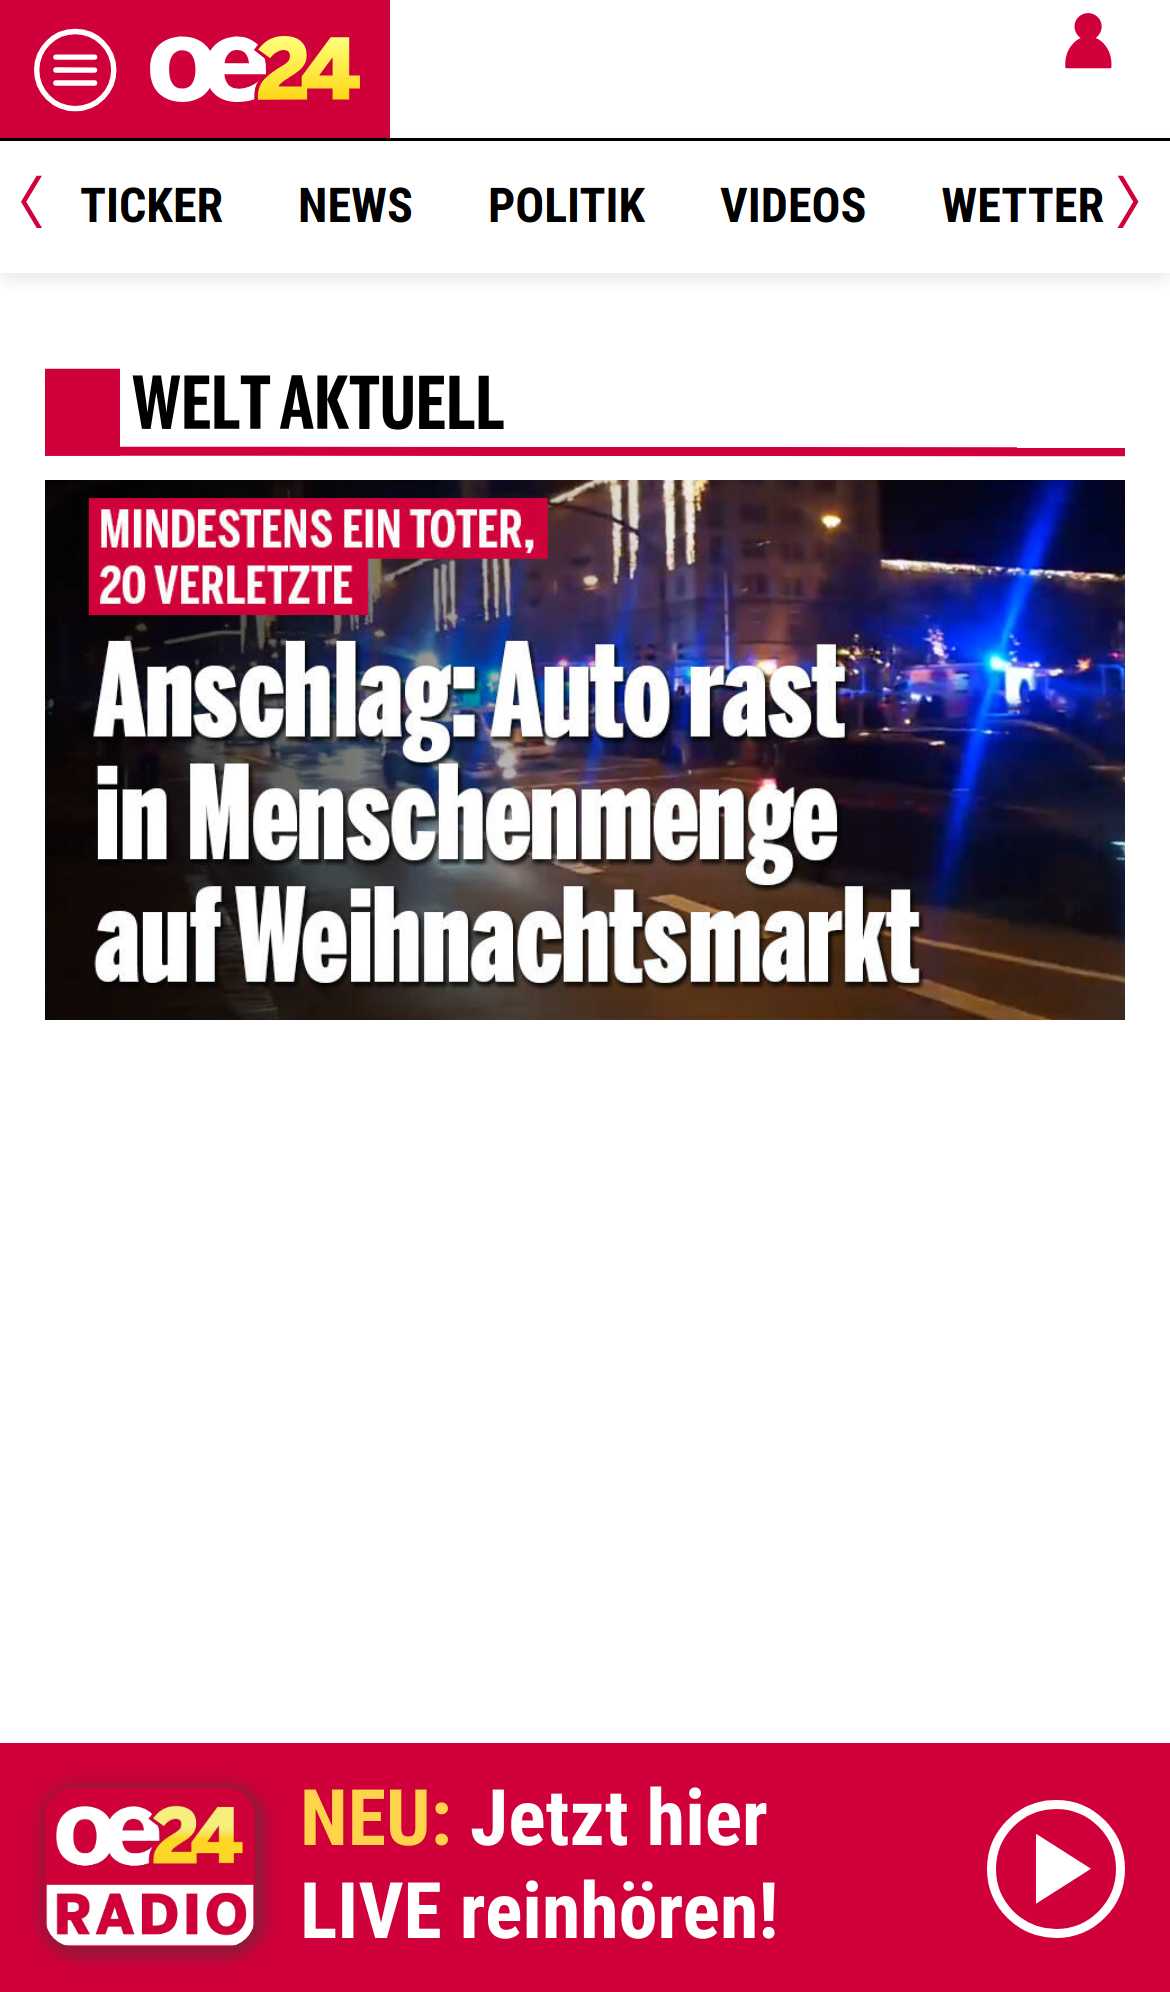 oe24
TICKER NEWS POLITIK VIDEOS WETTER
WELT AKTUELL
MINDESTENS EIN TOTER,
20 VERLETZTE
Anschlag: Auto rast
in Menschenmenge
auf Weihnachtsmarkt
oe24
RADIO
NEU: Jetzt hier
LIVE reinhören!